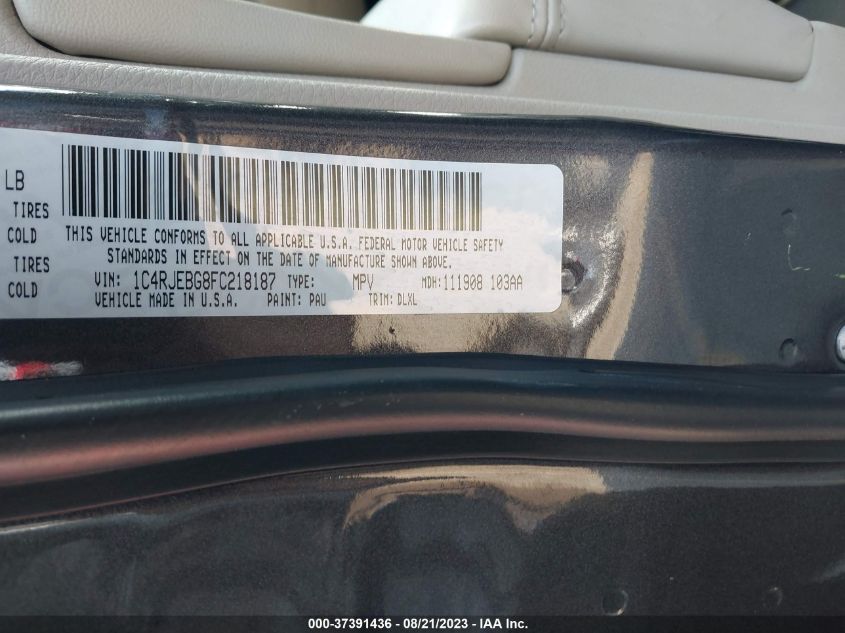 LB
TIRES
COLD
TIRES
COLD
THIS VEHICLE CONFORMS TO ALL APPLICABLE U.S.A. FEDERAL MOTOR VEHICLE SAFETY
STANDARDS IN EFFECT ON THE DATE OF MANUFACTURE SHOWN ABOVE.
VIN: 1C4RJEBG8FC218187 TYPE: MPV MDH:111908 103AA
VEHICLE MADE IN U.S.A. PAINT: PAU TRIM: DLXL
000-37391436 - 08/21/2023 - IAA Inc.